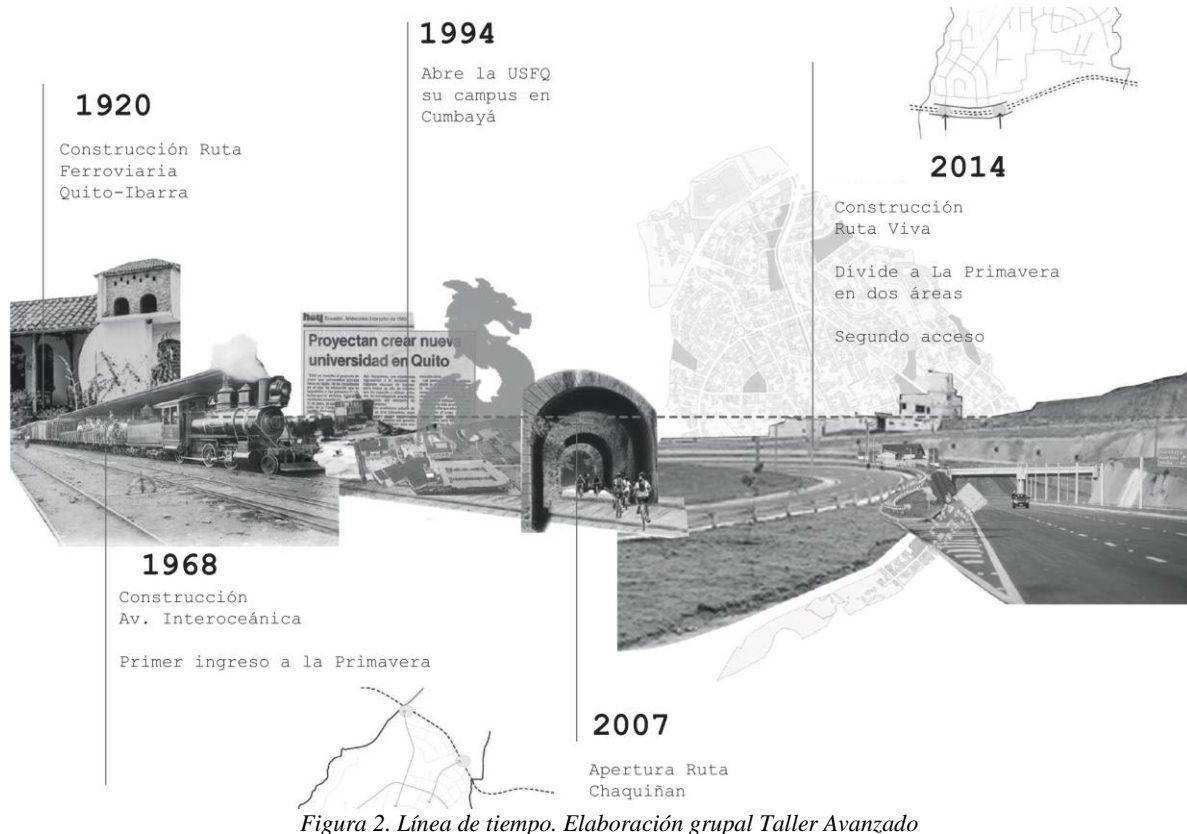 1920
Construcción Ruta
Ferroviaria
Quito-Ibarra
1994
Abre la USFQ
su campus en
Cumbayá
2014
Construcción
Ruta Viva
Divide a La Primavera
en dos áreas
Segundo acceso
hoy
Proyectan crear nueva
universidad en Quito
1968
Construcción
Av. Interoceánica
Primer ingreso a la Primavera
2007
Apertura Ruta
Chaquiñan
Figura 2. Línea de tiempo. Elaboración grupal Taller Avanzado